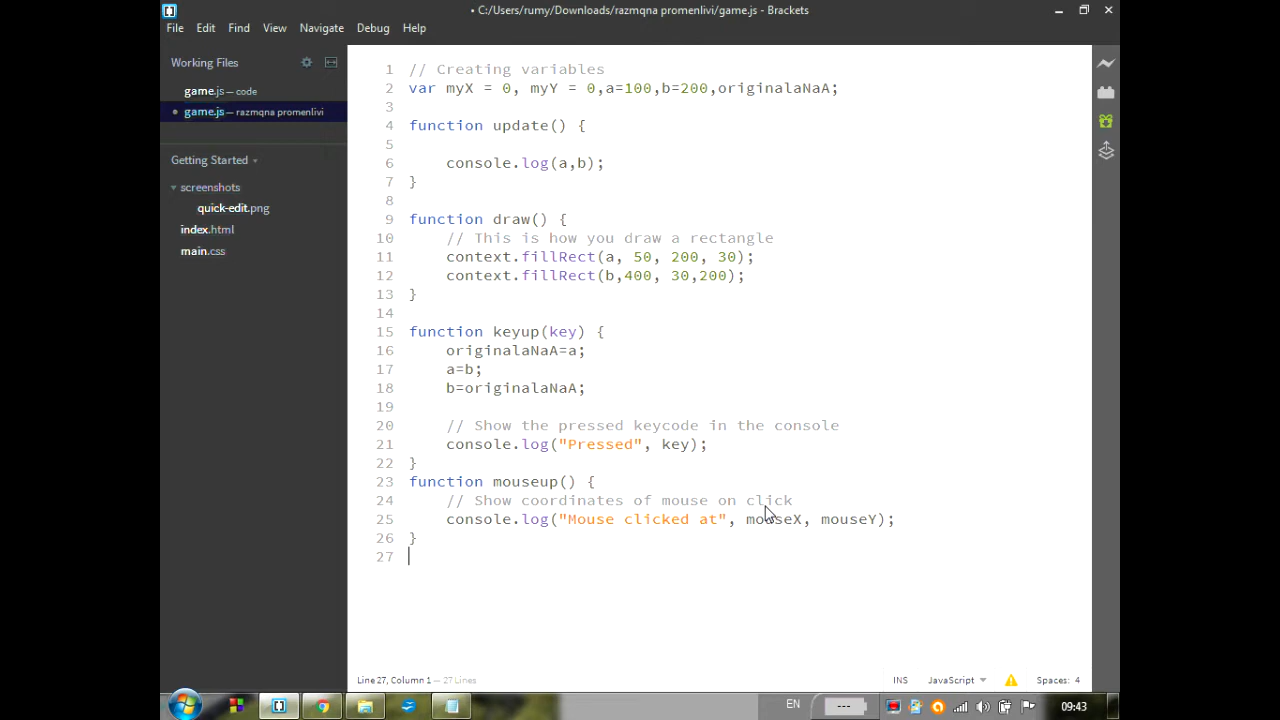 • C:/Users/rumy/Downloads/razmqna promenlivi/game.js - Brackets
File Edit Find View Navigate Debug Help
Working Files
game.js — code
• game.js — razmqna promenlivi
Getting Started
screenshots
quick-edit.png
index.html
main.css
1 // Creating variables
2 var myX = 0, myY = 0,a=100,b=200,originalaNaA;
3
4 function update() {
5
6 console.log(a,b);
7 }
8
9 function draw() {
10 // This is how you draw a rectangle
11 context.fillRect(a, 50, 200, 30);
12 context.fillRect(b,400, 30,200);
13 }
14
15 function keyup(key) {
16 originalaNaA=a;
17 a=b;
18 b=originalaNaA;
19
20 // Show the pressed keycode in the console
21 console.log("Pressed", key);
22 }
23 function mouseup() {
24 // Show coordinates of mouse on click
25 console.log("Mouse clicked at", mouseX, mouseY);
26 }
27
Line 27, Column 1 — 27 Lines
INS JavaScript Spaces: 4
EN --- 09:43